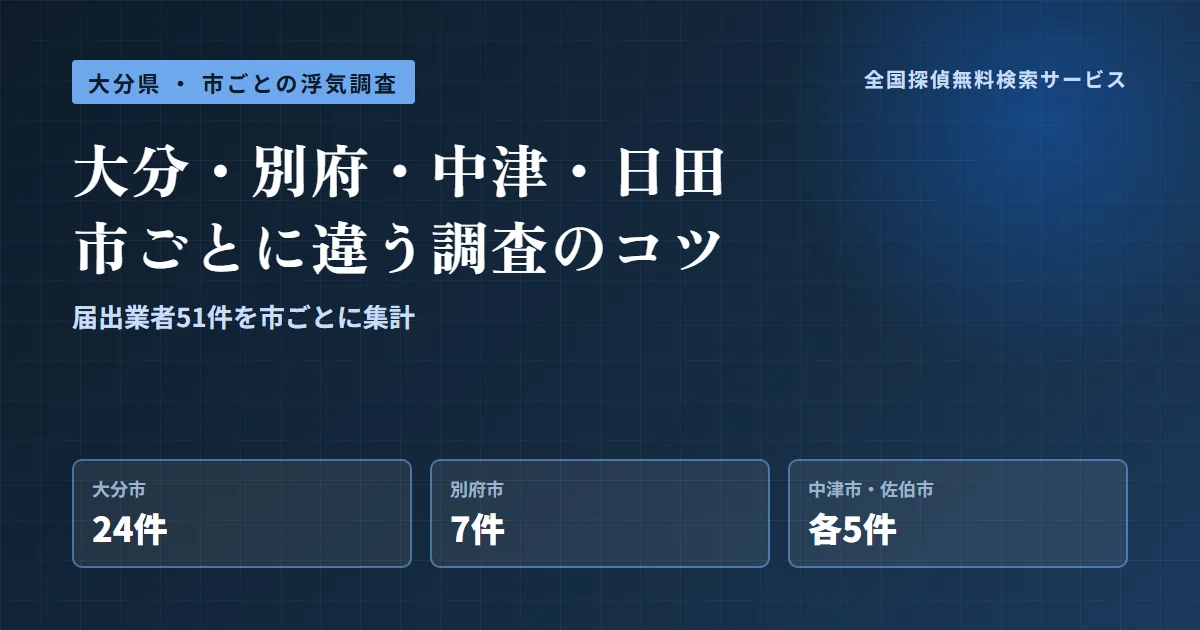 大分県 ・ 市ごとの浮気調査
全国探偵無料検索サービス
大分・別府・中津・日田
市ごとに違う調査のコツ
届出業者51件を市ごとに集計
大分市
24件
別府市
7件
中津市・佐伯市
各5件